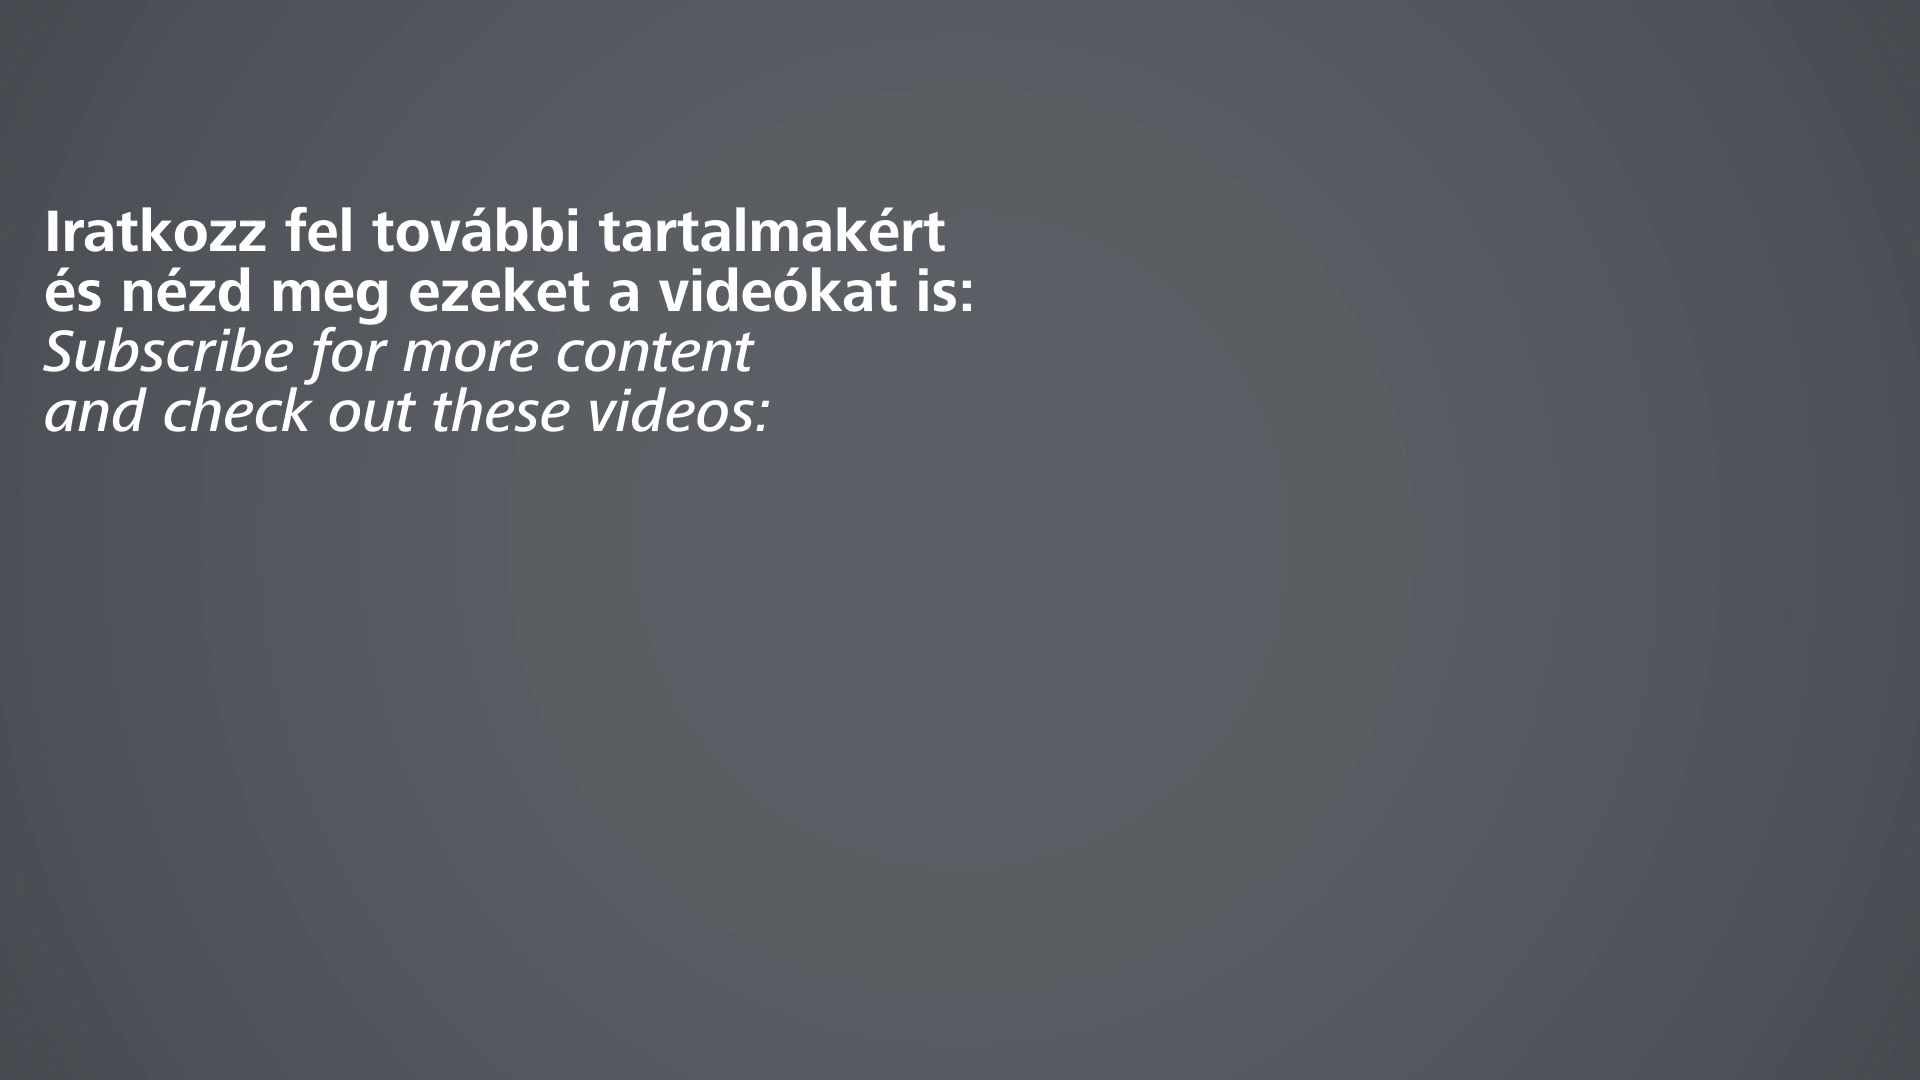 Iratkozz fel további tartalmakért
és nézd meg ezeket a videókat is:
Subscribe for more content
and check out these videos: